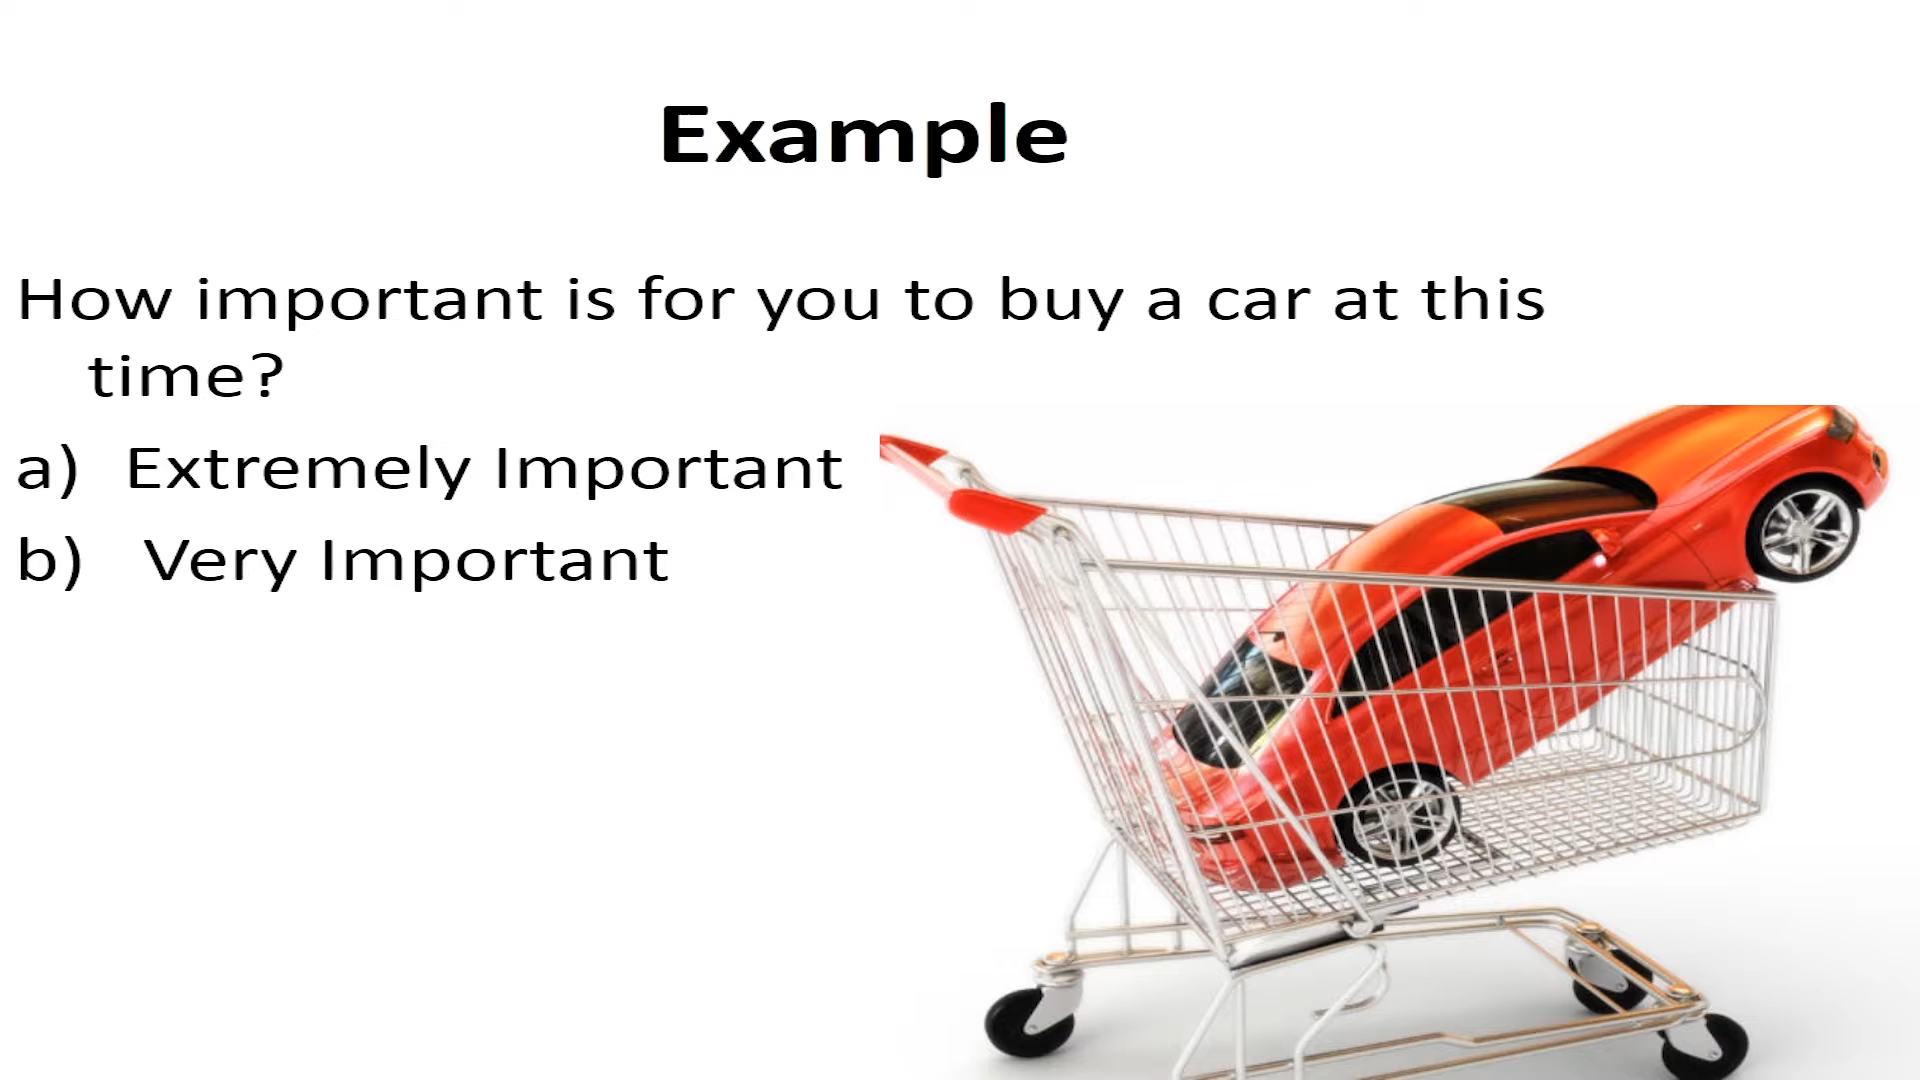 Example
How important is for you to buy a car at this
time?
a) Extremely Important
b) Very Important